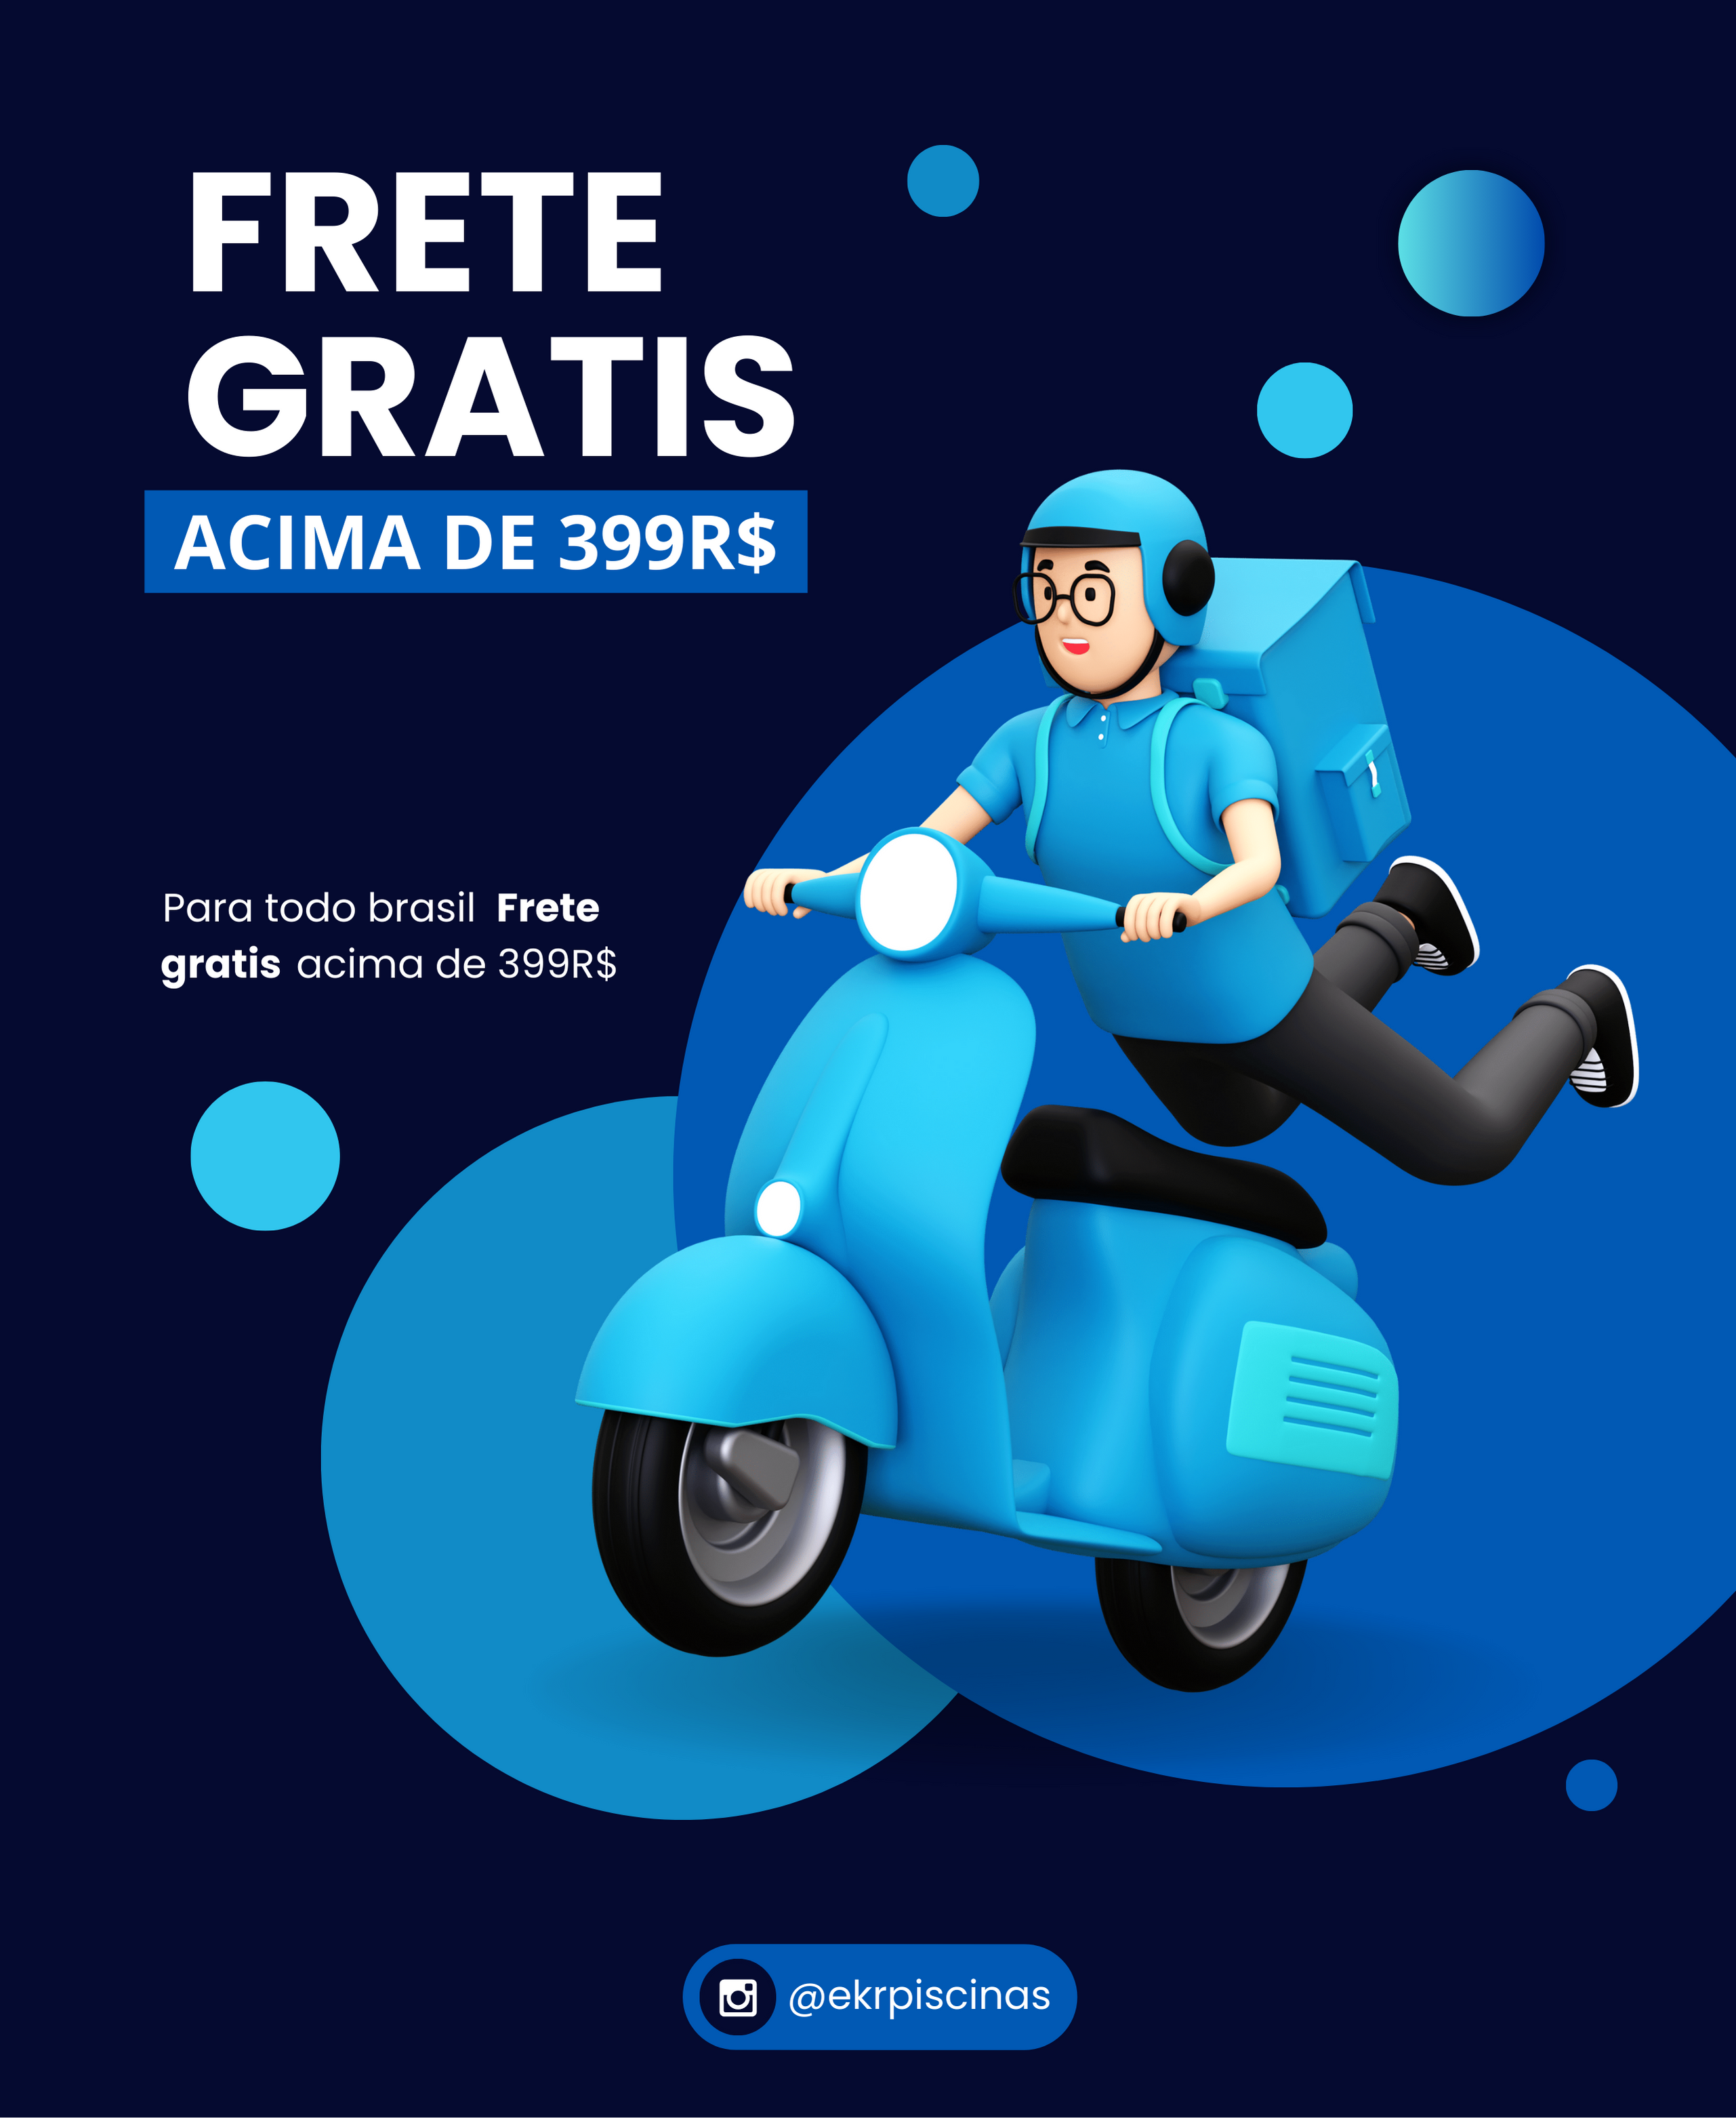 FRETE
GRATIS
ACIMA DE 399R$
Para todo brasil Frete
gratis acima de 399R$
@ekrpiscinas